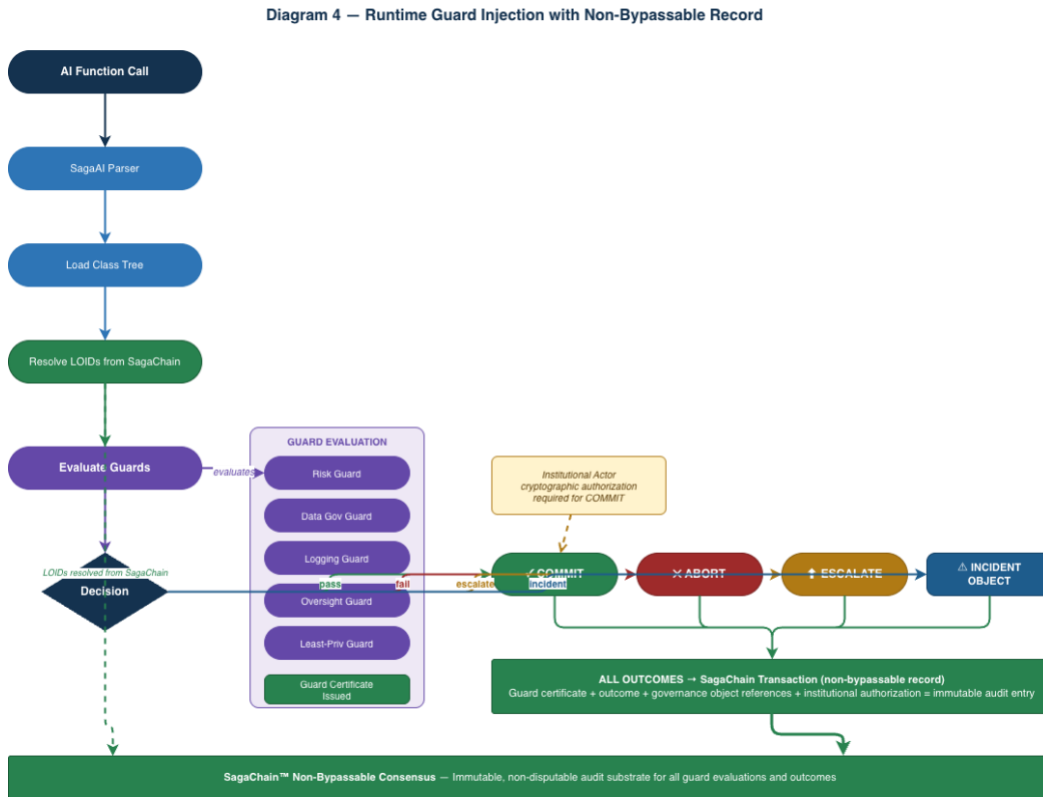 Diagram 4 — Runtime Guard Injection with Non-Bypassable Record
AI Function Call
SagaAI Parser
Load Class Tree
Resolve LOIDs from SagaChain
Evaluate Guards
evaluates
GUARD EVALUATION
Risk Guard
Data Gov Guard
Logging Guard
Oversight Guard
Least-Priv Guard
Guard Certificate
Issued
Institutional Actor
cryptographic authorization
required for COMMIT
LOIDs resolved from SagaChain
Decision
pass
fail
escalate
incident
✓ COMMIT
✕ ABORT
⬆ ESCALATE
⚠ INCIDENT
OBJECT
ALL OUTCOMES → SagaChain Transaction (non-bypassable record)
Guard certificate + outcome + governance object references + institutional authorization = immutable audit entry
SagaChain™ Non-Bypassable Consensus — Immutable, non-disputable audit substrate for all guard evaluations and outcomes